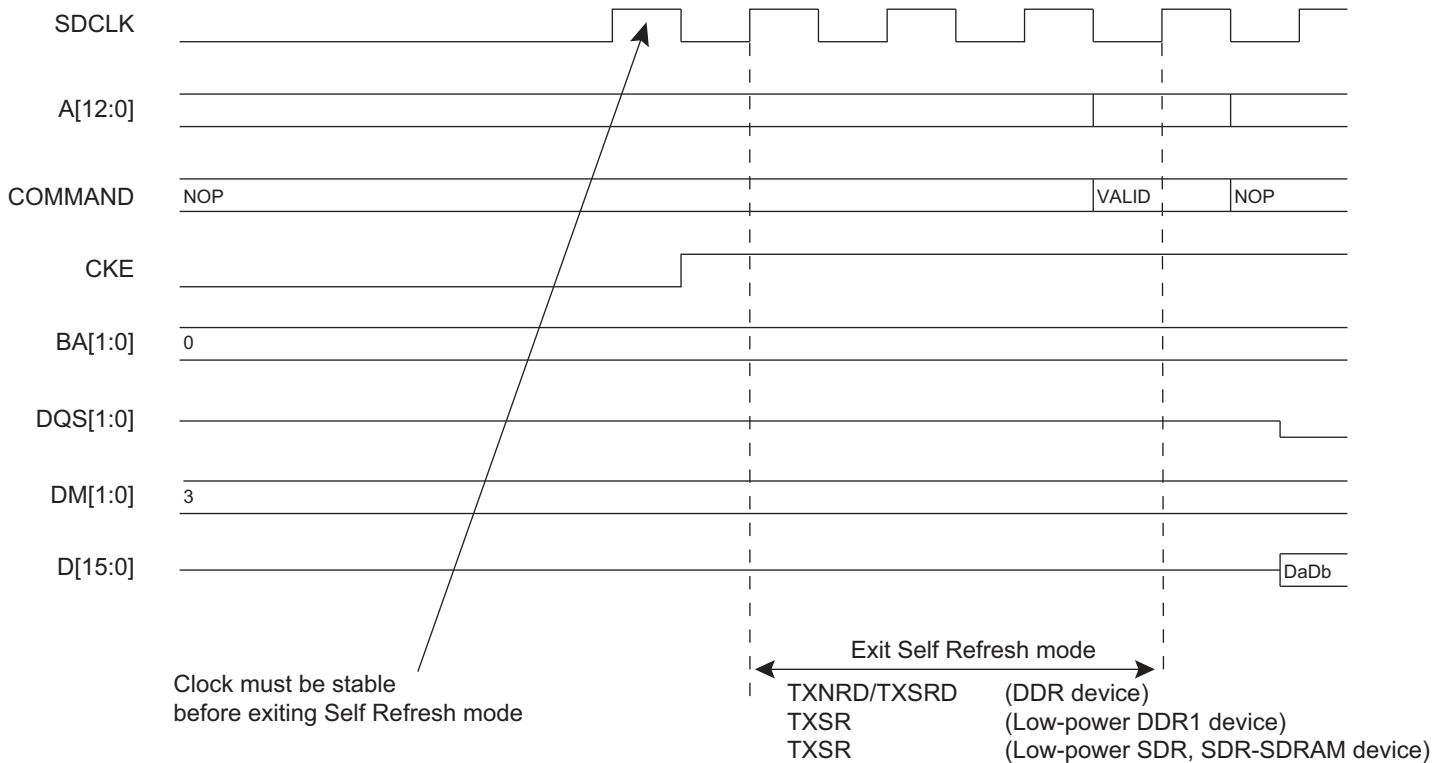 SDCLK
A[12:0]
COMMAND
NOP
VALID
NOP
CKE
BA[1:0]
0
DQS[1:0]
DM[1:0]
3
D[15:0]
DaDb
Exit Self Refresh mode
Clock must be stable
before exiting Self Refresh mode
TXNRD/TXSRD (DDR device)
TXSR (Low-power DDR1 device)
TXSR (Low-power SDR, SDR-SDRAM device)